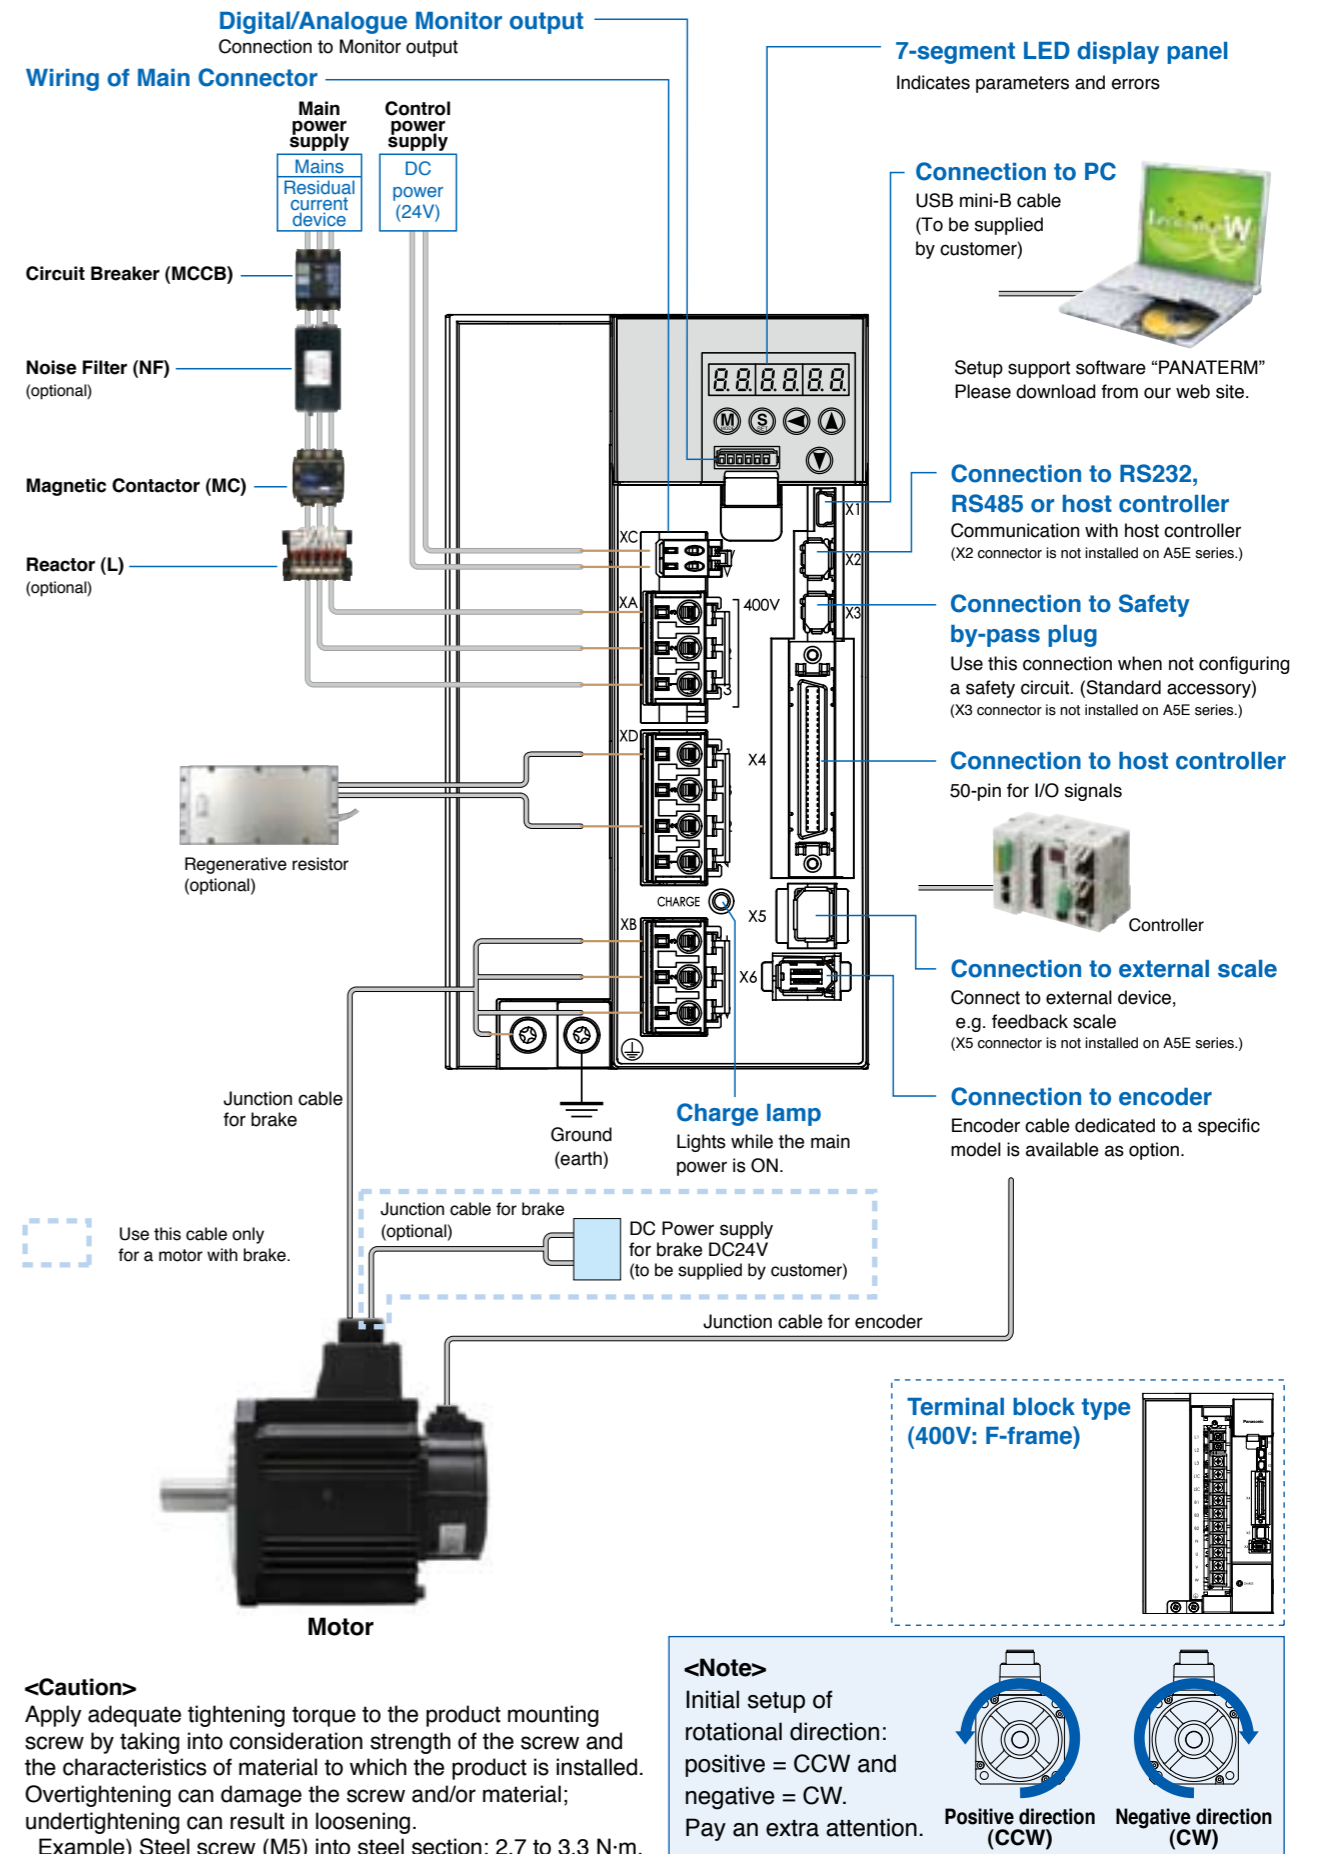 Digital/Analogue Monitor output
Connection to Monitor output
Wiring of Main Connector
7-segment LED display panel
Indicates parameters and errors
Main
power
supply
Control
power
supply
Mains
Residual
current
device
DC
power
(24V)
Connection to PC
USB mini-B cable
(To be supplied
by customer)
Circuit Breaker (MCCB)
Noise Filter (NF)
(optional)
Setup support software “PANATERM”
Please download from our web site.
M
S
SET
Magnetic Contactor (MC)
Reactor (L)
(optional)
Connection to RS232,
RS485 or host controller
Communication with host controller
(X2 connector is not installed on A5E series.)
X1
XC
X2
XA
400V
X3
Connection to Safety
by-pass plug
Use this connection when not configuring
a safety circuit. (Standard accessory)
(X3 connector is not installed on A5E series.)
XD
X4
Connection to host controller
50-pin for I/O signals
Regenerative resistor
(optional)
CHARGE
X5
Controller
XB
X6
Connection to external scale
Connect to external device,
e.g. feedback scale
(X5 connector is not installed on A5E series.)
Junction cable
for brake
Ground
(earth)
Charge lamp
Lights while the main
power is ON.
Connection to encoder
Encoder cable dedicated to a specific
model is available as option.
Use this cable only
for a motor with brake.
Junction cable for brake
(optional)
DC Power supply
for brake DC24V
(to be supplied by customer)
Junction cable for encoder
Terminal block type
(400V: F-frame)
Panasonic
Motor
<Caution>
Apply adequate tightening torque to the product mounting
screw by taking into consideration strength of the screw and
the characteristics of material to which the product is installed.
Overtightening can damage the screw and/or material;
undertightening can result in loosening.
Example) Steel screw (M5) into steel section: 2.7 to 3.3 N·m.
<Note>
Initial setup of
rotational direction:
positive = CCW and
negative = CW.
Pay an extra attention.
Positive direction
(CCW)
Negative direction
(CW)